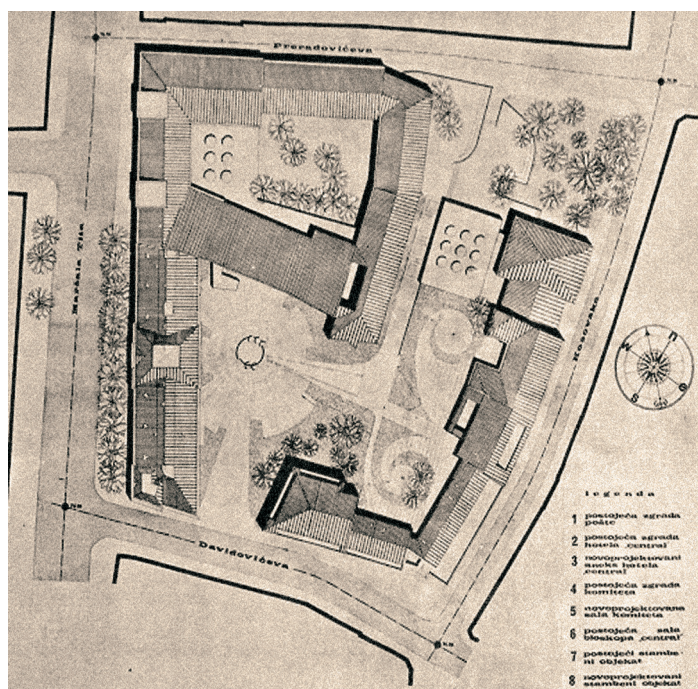 Preradovićeva
Maršala Tita
Kosovska
Davidovićeva
legenda
1 postojeća zgrada
pošte
2 postojeća zgrada
hotela „central"
3 novoprojektovani
aneks hotela
„central"
4 postojeća zgrada
komiteta
5 novoprojektovana
sala komiteta
6 postojeća sala
bioskopa „central"
7 postojeći stambe-
ni objekat
8 novoprojektovani
stambeni objekat